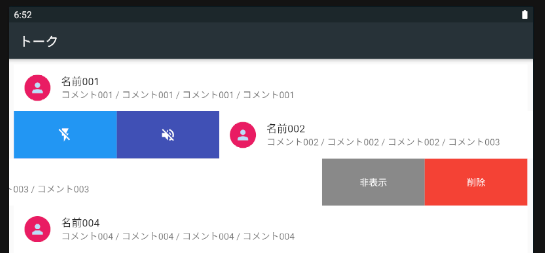 6:52
トーク
名前001
コメント001 / コメント001 / コメント001 / コメント001
名前002
コメント002 / コメント002 / コメント002 / コメント003
ト003 / コメント003
非表示
削除
名前004
コメント004 / コメント004 / コメント004 / コメント004